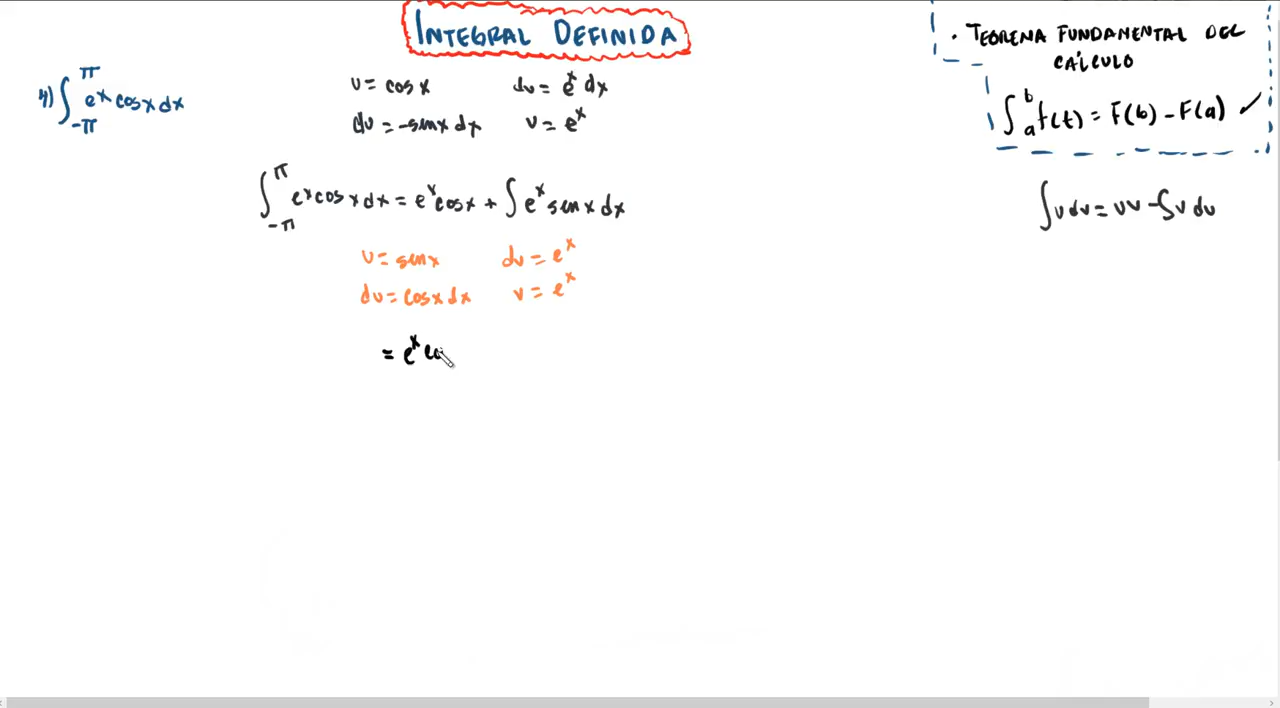 INTEGRAL DEFINIDA
• TEOREMA FUNDAMENTAL DEL
CÁLCULO
∫_a^b f(t) = F(b) - F(a) ✓
4) ∫_{-π}^{π} e^x cos x dx
u = cos x dv = e^x dx
du = -sen x dx v = e^x
∫_{-π}^{π} e^x cos x dx = e^x cos x + ∫ e^x sen x dx
∫ u dv = uv - ∫ v du
u = sen x dv = e^x
du = cos x dx v = e^x
= e^x co